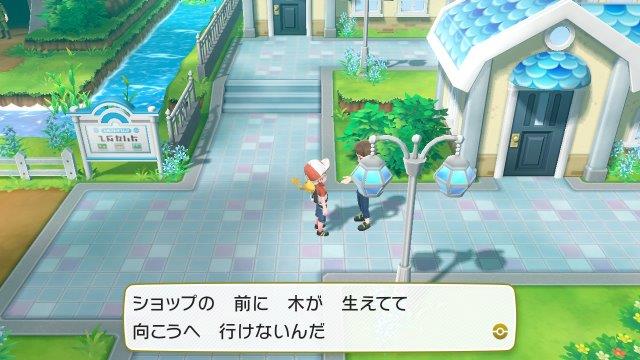 ショップの　前に　木が　生えてて
向こうへ　行けないんだ